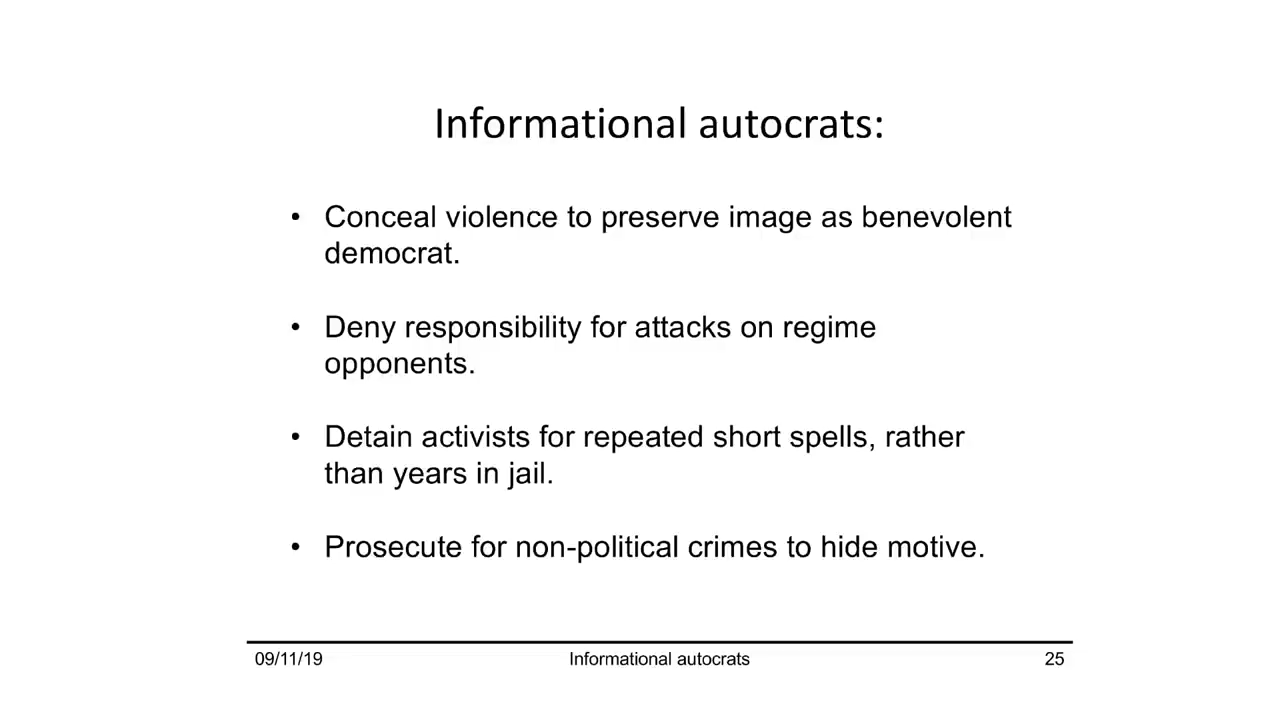 Informational autocrats:
• Conceal violence to preserve image as benevolent
democrat.
• Deny responsibility for attacks on regime
opponents.
• Detain activists for repeated short spells, rather
than years in jail.
• Prosecute for non-political crimes to hide motive.
09/11/19 Informational autocrats 25